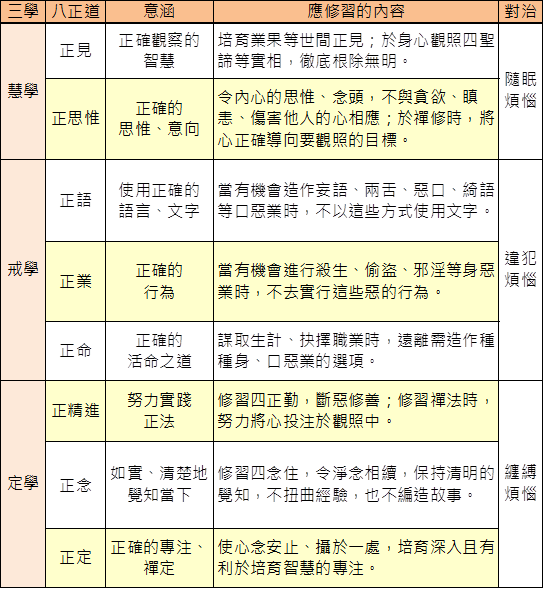 三學 八正道 意涵 應修習的內容 對治
慧學
正見
正確觀察的
智慧
培育業果等世間正見；於身心觀照四聖
諦等實相，徹底根除無明。
隨眠
煩惱
正思惟
正確的
思惟、意向
令內心的思惟、念頭，不與貪欲、瞋
恚、傷害他人的心相應；於禪修時，將
心正確導向要觀照的目標。
戒學
正語
使用正確的
語言、文字
當有機會造作妄語、兩舌、惡口、綺語
等口惡業時，不以這些方式使用文字。
違犯
煩惱
正業
正確的
行為
當有機會進行殺生、偷盜、邪淫等身惡
業時，不去實行這些惡的行為。
正命
正確的
活命之道
謀取生計、抉擇職業時，遠離需造作種
種身、口惡業的選項。
定學
正精進
努力實踐
正法
修習四正勤，斷惡修善；修習禪法時，
努力將心投注於觀照中。
纏縛
煩惱
正念
如實、清楚地
覺知當下
修習四念住，令淨念相續，保持清明的
覺知，不扭曲經驗，也不編造故事。
正定
正確的專注、
禪定
使心念安止、攝於一處，培育深入且有
利於培育智慧的專注。